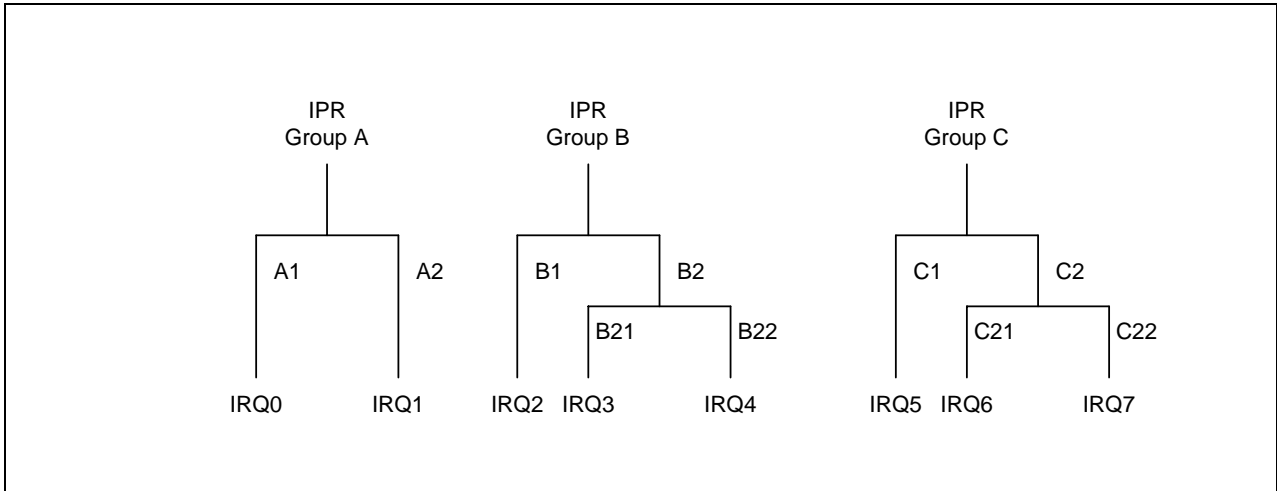 IPR
Group A
IPR
Group B
IPR
Group C
A1
A2
B1
B2
C1
C2
B21
B22
C21
C22
IRQ0
IRQ1
IRQ2
IRQ3
IRQ4
IRQ5
IRQ6
IRQ7